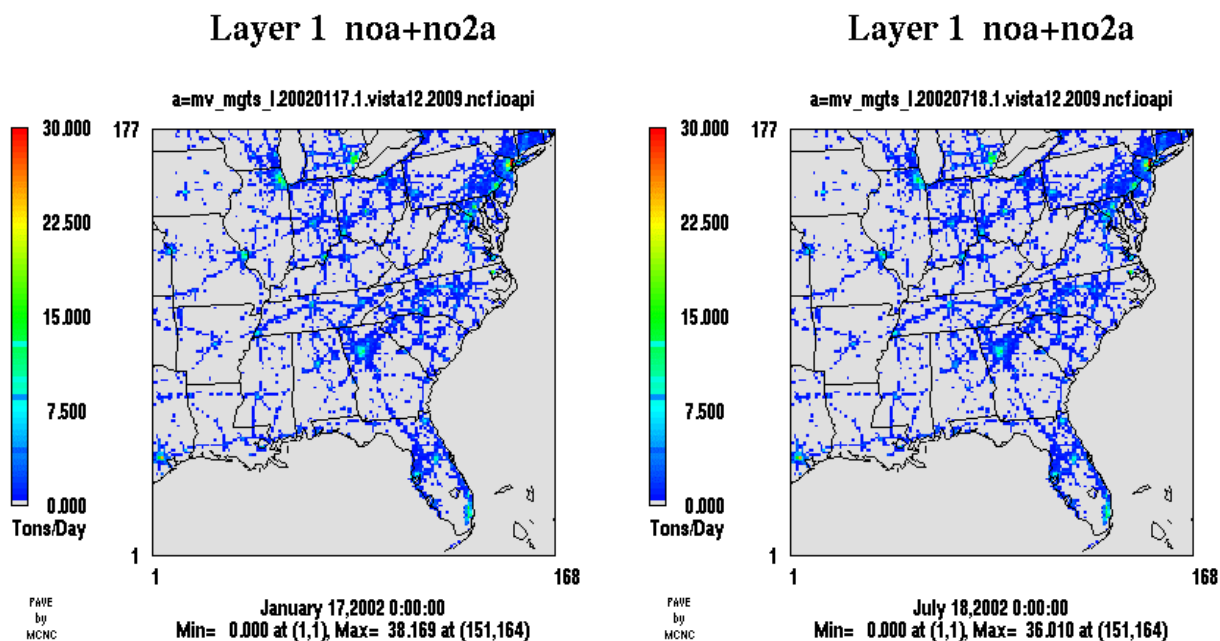 Layer 1 noa+no2a
a=mv_mgts_l.20020117.1.vista12.2009.ncf.ioapi
30.000
22.500
15.000
7.500
0.000
Tons/Day
177
1
1
168
PAVE
by
MCNC
January 17,2002 0:00:00
Min= 0.000 at (1,1), Max= 38.169 at (151,164)
Layer 1 noa+no2a
a=mv_mgts_l.20020718.1.vista12.2009.ncf.ioapi
30.000
22.500
15.000
7.500
0.000
Tons/Day
177
1
1
168
PAVE
by
MCNC
July 18,2002 0:00:00
Min= 0.000 at (1,1), Max= 36.010 at (151,164)